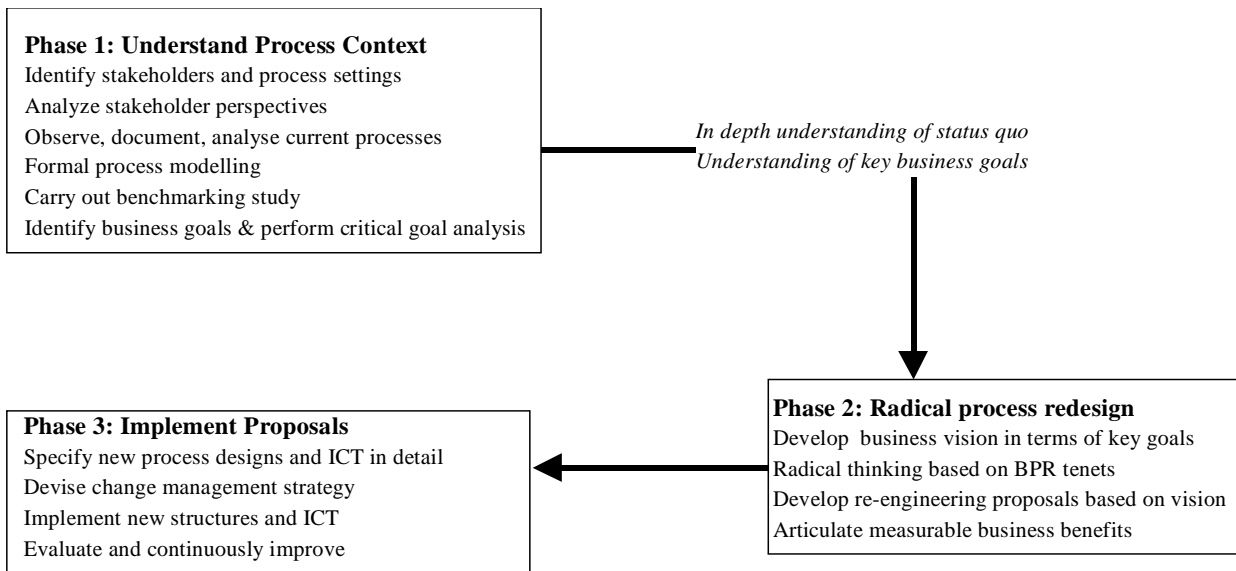 Phase 1: Understand Process Context
Identify stakeholders and process settings
Analyze stakeholder perspectives
Observe, document, analyse current processes
Formal process modelling
Carry out benchmarking study
Identify business goals & perform critical goal analysis
In depth understanding of status quo
Understanding of key business goals
Phase 2: Radical process redesign
Develop business vision in terms of key goals
Radical thinking based on BPR tenets
Develop re-engineering proposals based on vision
Articulate measurable business benefits
Phase 3: Implement Proposals
Specify new process designs and ICT in detail
Devise change management strategy
Implement new structures and ICT
Evaluate and continuously improve